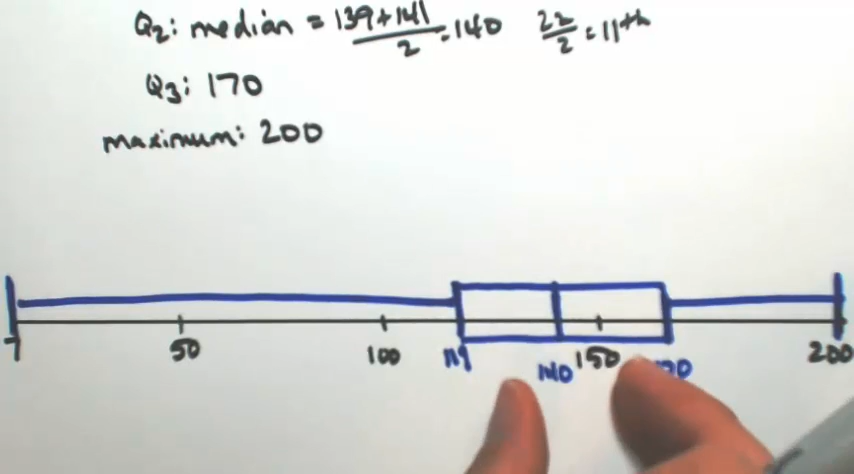 Q2: median = 139+141/2 = 140 22/2 = 11th
Q3: 170
maximum: 200
50 100 150 200
119 140